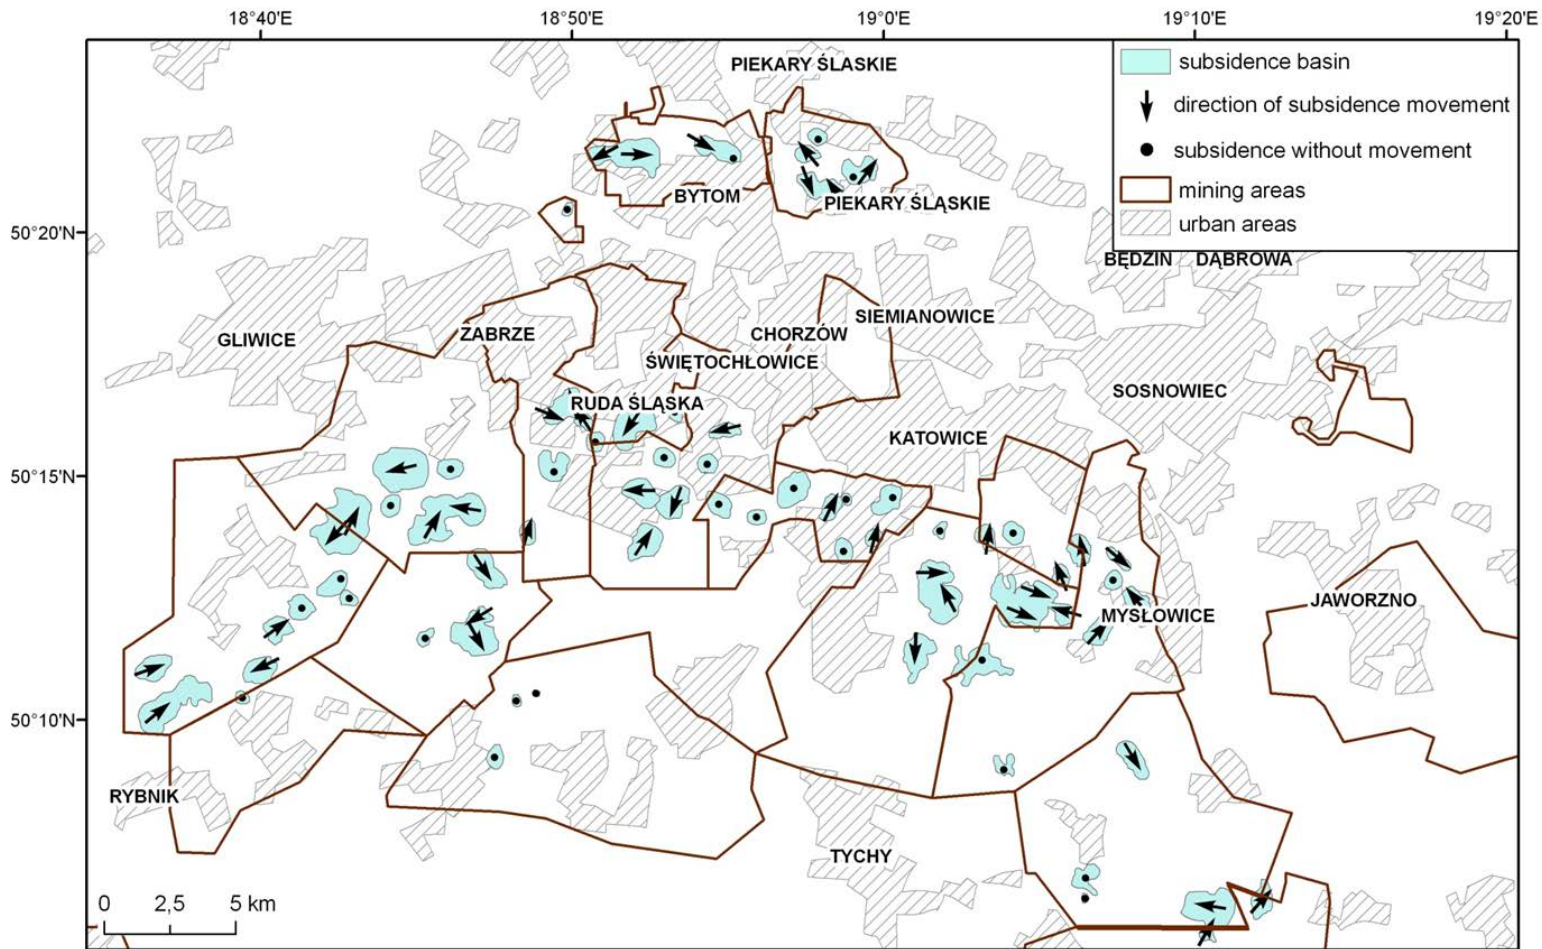 18°40'E 18°50'E 19°0'E 19°10'E 19°20'E
PIEKARY ŚLASKIE
subsidence basin
direction of subsidence movement
subsidence without movement
mining areas
urban areas
BYTOM
PIEKARY ŚLĄSKIE
50°20'N
BĘDZIN DĄBROWA
SIEMIANOWICE
ZABRZE
CHORZÓW
GLIWICE
ŚWIĘTOCHŁOWICE
SOSNOWIEC
RUDA ŚLĄSKA
KATOWICE
50°15'N
JAWORZNO
MYSŁOWICE
50°10'N
RYBNIK
TYCHY
0 2,5 5 km